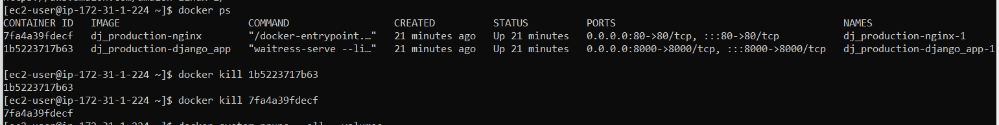 [ec2-user@ip-172-31-1-224 ~]$ docker ps
CONTAINER ID   IMAGE                      COMMAND                  CREATED          STATUS          PORTS                                       NAMES
7fa4a39fdecf   dj_production-nginx        "/docker-entrypoint.…"   21 minutes ago   Up 21 minutes   0.0.0.0:80->80/tcp, :::80->80/tcp           dj_production-nginx-1
1b5223717b63   dj_production-django_app   "waitress-serve --li…"   21 minutes ago   Up 21 minutes   0.0.0.0:8000->8000/tcp, :::8000->8000/tcp   dj_production-django_app-1
[ec2-user@ip-172-31-1-224 ~]$ docker kill 1b5223717b63
1b5223717b63
[ec2-user@ip-172-31-1-224 ~]$ docker kill 7fa4a39fdecf
7fa4a39fdecf
[ec2-user@ip-172-31-1-224 ~]$ docker system